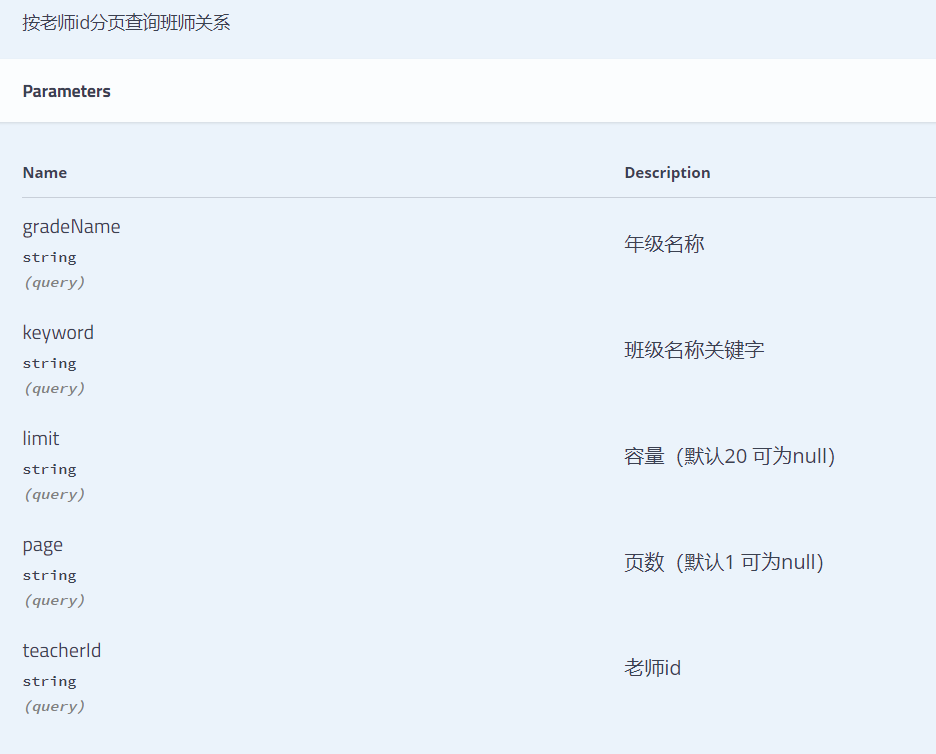 按老师id分页查询班师关系
Parameters
Name Description
gradeName
string
(query)
年级名称
keyword
string
(query)
班级名称关键字
limit
string
(query)
容量（默认20 可为null）
page
string
(query)
页数（默认1 可为null）
teacherId
string
(query)
老师id